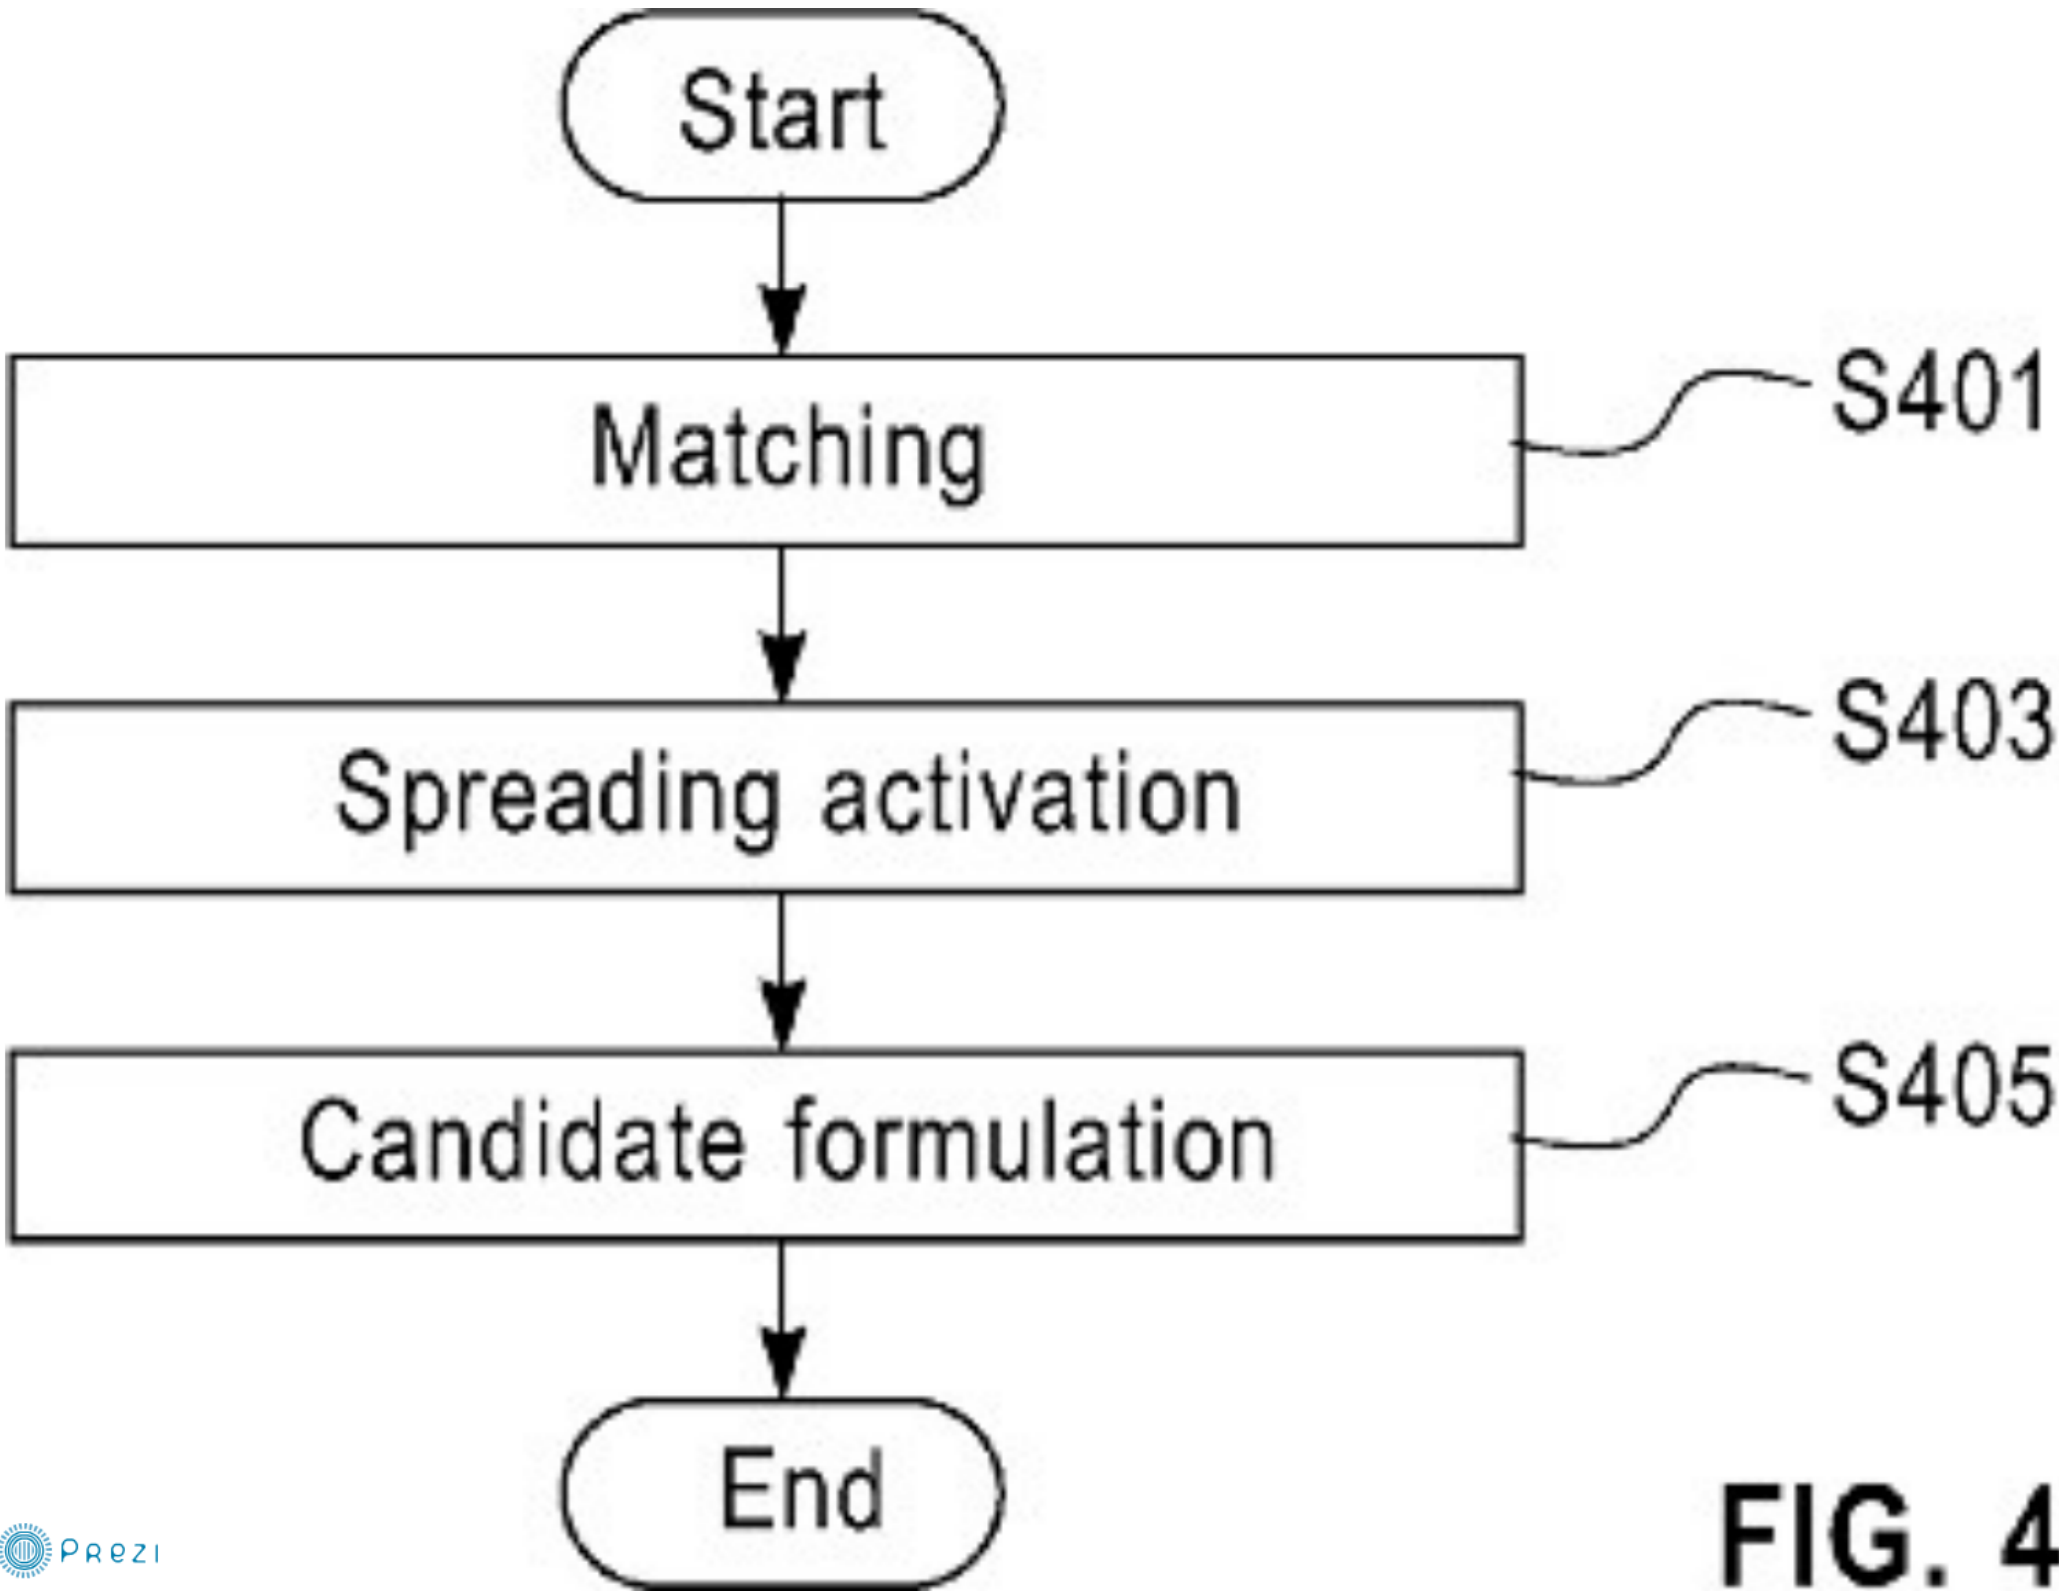 Start
Matching
S401
Spreading activation
S403
Candidate formulation
S405
End
FIG. 4
Prezi